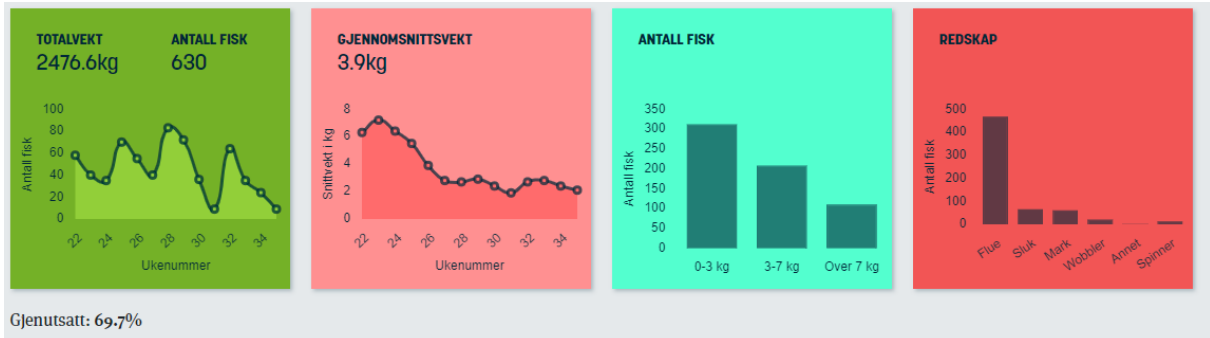 TOTALVEKT ANTALL FISK
2476.6kg 630
100
80
60
40
20
0
Antall fisk
22 24 26 28 30 32 34
Ukenummer
GJENNOMSNITTSVEKT
3.9kg
8
6
4
2
0
Snittvekt i kg
22 24 26 28 30 32 34
Ukenummer
ANTALL FISK
350
300
250
200
150
100
50
0
Antall fisk
0-3 kg 3-7 kg Over 7 kg
REDSKAP
500
400
300
200
100
0
Antall fisk
Flue Sluk Mark Wobbler Annet Spinner
Gjenutsatt: 69.7%